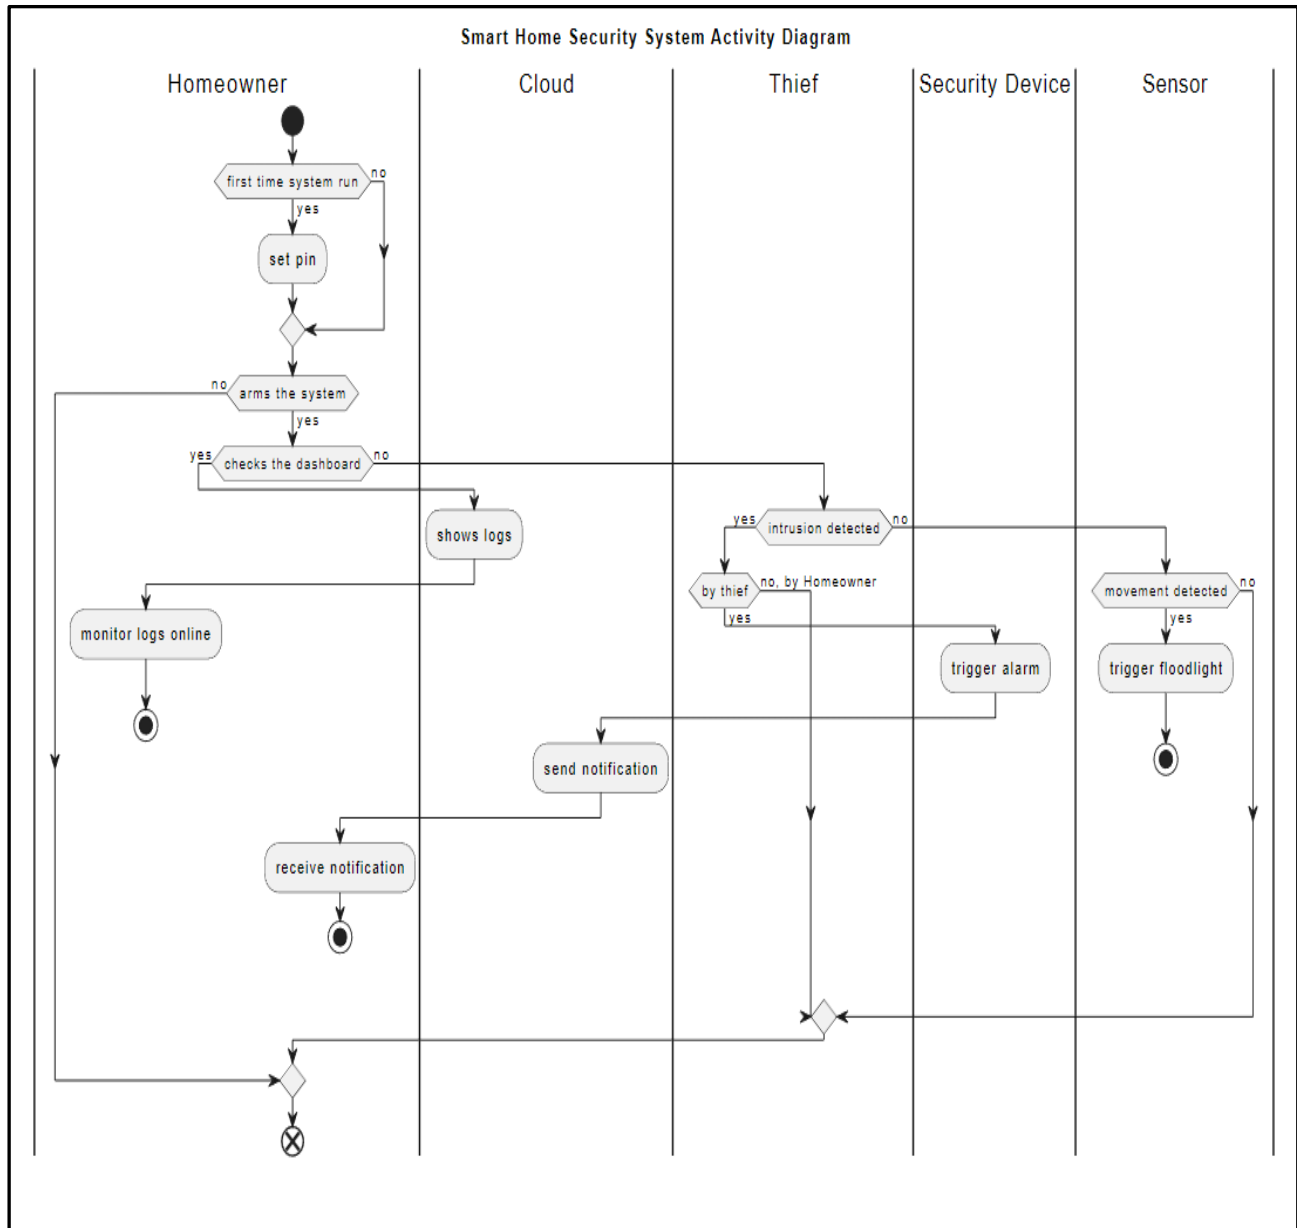 Smart Home Security System Activity Diagram
Homeowner
Cloud
Thief
Security Device
Sensor
first time system run
no
yes
set pin
no
arms the system
yes
yes
checks the dashboard
no
shows logs
yes
intrusion detected
no
by thief
no, by Homeowner
yes
movement detected
no
yes
monitor logs online
trigger alarm
trigger floodlight
send notification
receive notification